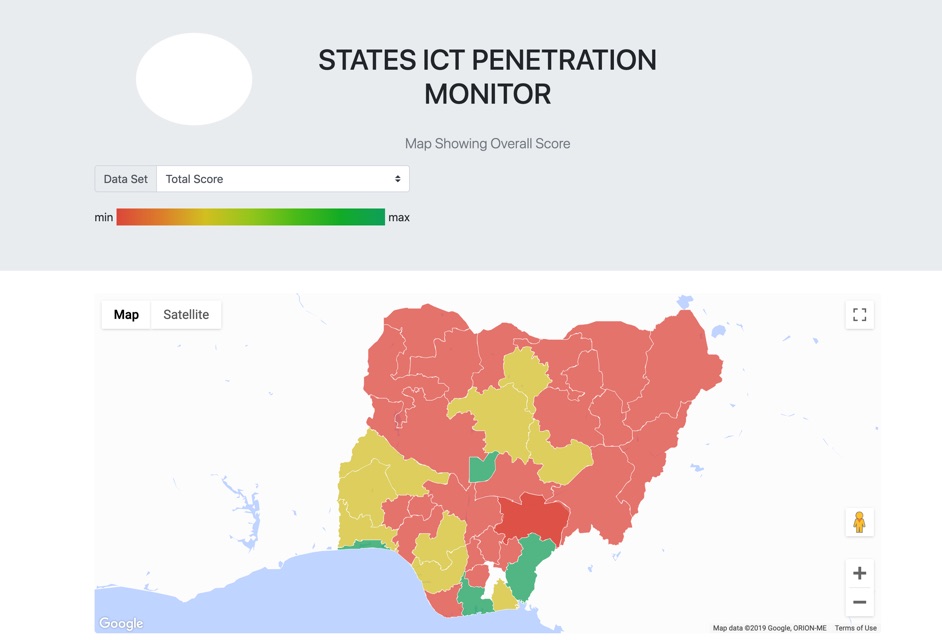 STATES ICT PENETRATION
MONITOR
Map Showing Overall Score
Data Set Total Score
min max
Map Satellite
Google
Map data ©2019 Google, ORION-ME Terms of Use